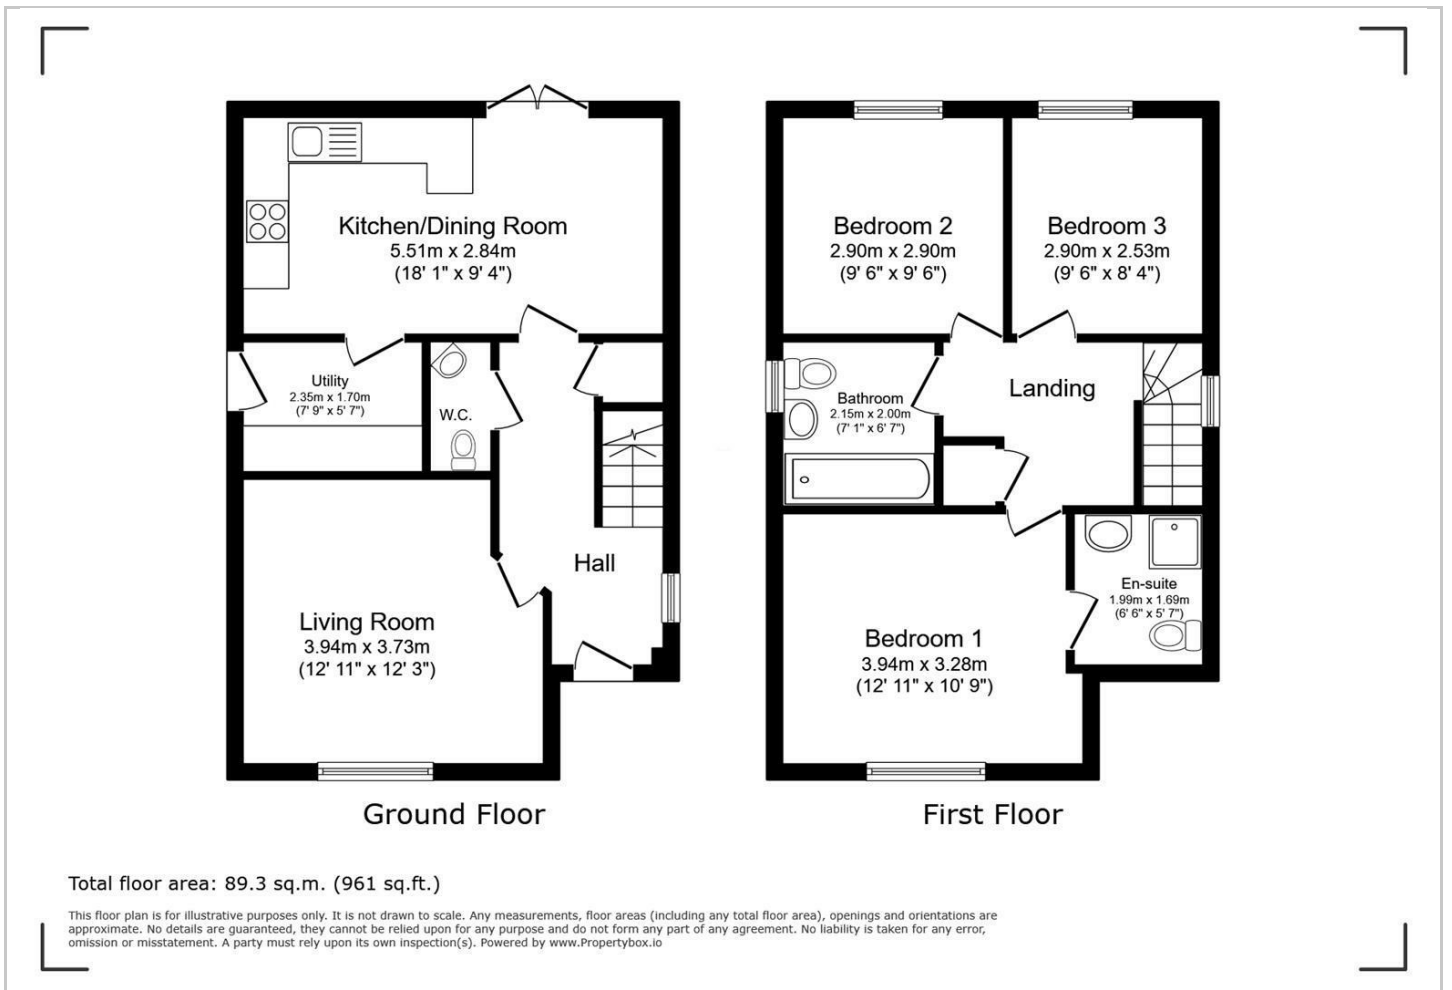 Kitchen/Dining Room
5.51m x 2.84m
(18' 1" x 9' 4")
Utility
2.35m x 1.70m
(7' 9" x 5' 7")
W.C.
Hall
Living Room
3.94m x 3.73m
(12' 11" x 12' 3")
Ground Floor
Bedroom 2
2.90m x 2.90m
(9' 6" x 9' 6")
Bedroom 3
2.90m x 2.53m
(9' 6" x 8' 4")
Bathroom
2.15m x 2.00m
(7' 1" x 6' 7")
Landing
En-suite
1.99m x 1.69m
(6' 6" x 5' 7")
Bedroom 1
3.94m x 3.28m
(12' 11" x 10' 9")
First Floor
Total floor area: 89.3 sq.m. (961 sq.ft.)
This floor plan is for illustrative purposes only. It is not drawn to scale. Any measurements, floor areas (including any total floor area), openings and orientations are
approximate. No details are guaranteed, they cannot be relied upon for any purpose and do not form any part of any agreement. No liability is taken for any error,
omission or misstatement. A party must rely upon its own inspection(s). Powered by www.Propertybox.io